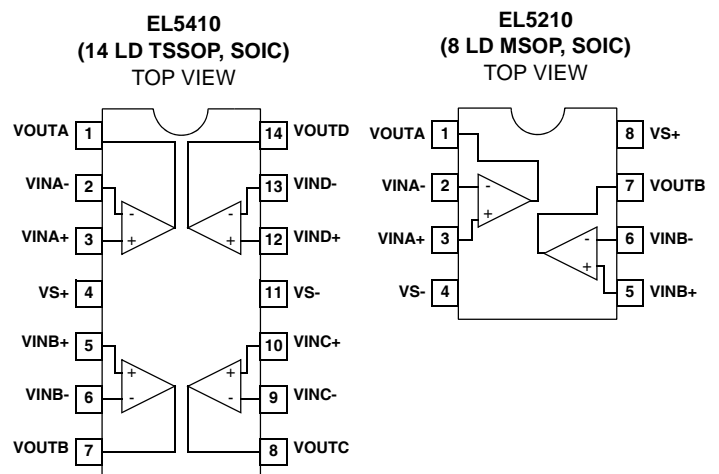 EL5410
(14 LD TSSOP, SOIC)
TOP VIEW
VOUTA 1 14 VOUTD
VINA- 2 13 VIND-
- -
VINA+ 3 + + 12 VIND+
VS+ 4 11 VS-
VINB+ 5 10 VINC+
+ +
VINB- 6 - - 9 VINC-
VOUTB 7 8 VOUTC
EL5210
(8 LD MSOP, SOIC)
TOP VIEW
VOUTA 1 8 VS+
VINA- 2 - 7 VOUTB
+
VINA+ 3 - 6 VINB-
+
VS- 4 5 VINB+